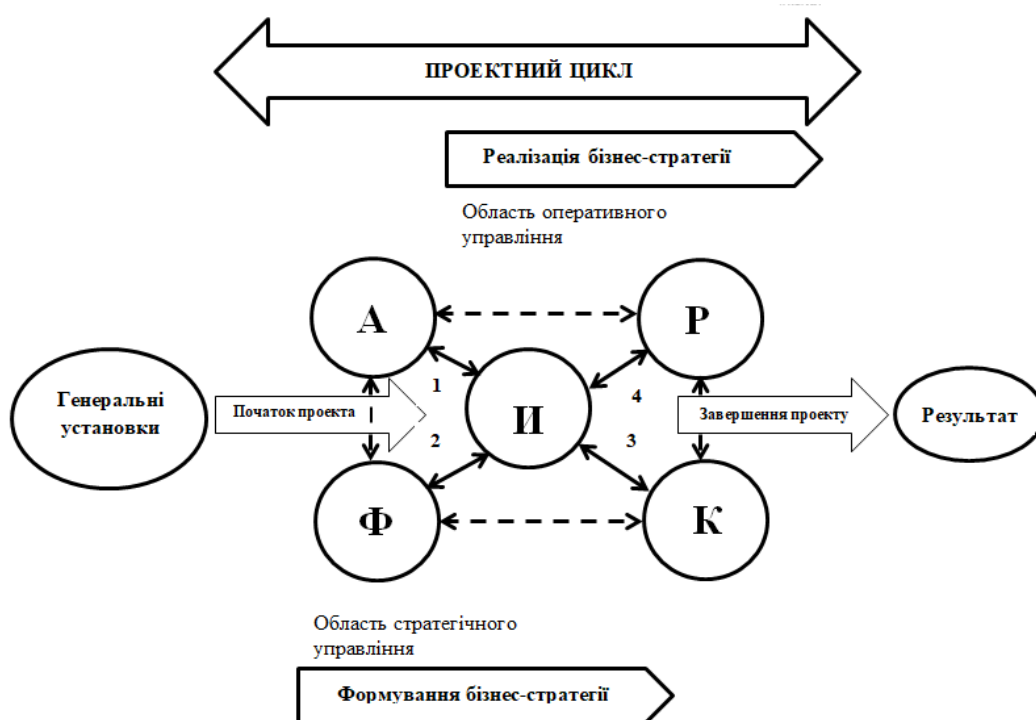 ПРОЕКТНИЙ ЦИКЛ
Реалізація бізнес-стратегії
Область оперативного
управління
А
Р
Генеральні
установки
Початок проекта
1
2
И
4
3
Завершення проекту
Результат
Ф
К
Область стратегічного
управління
Формування бізнес-стратегії